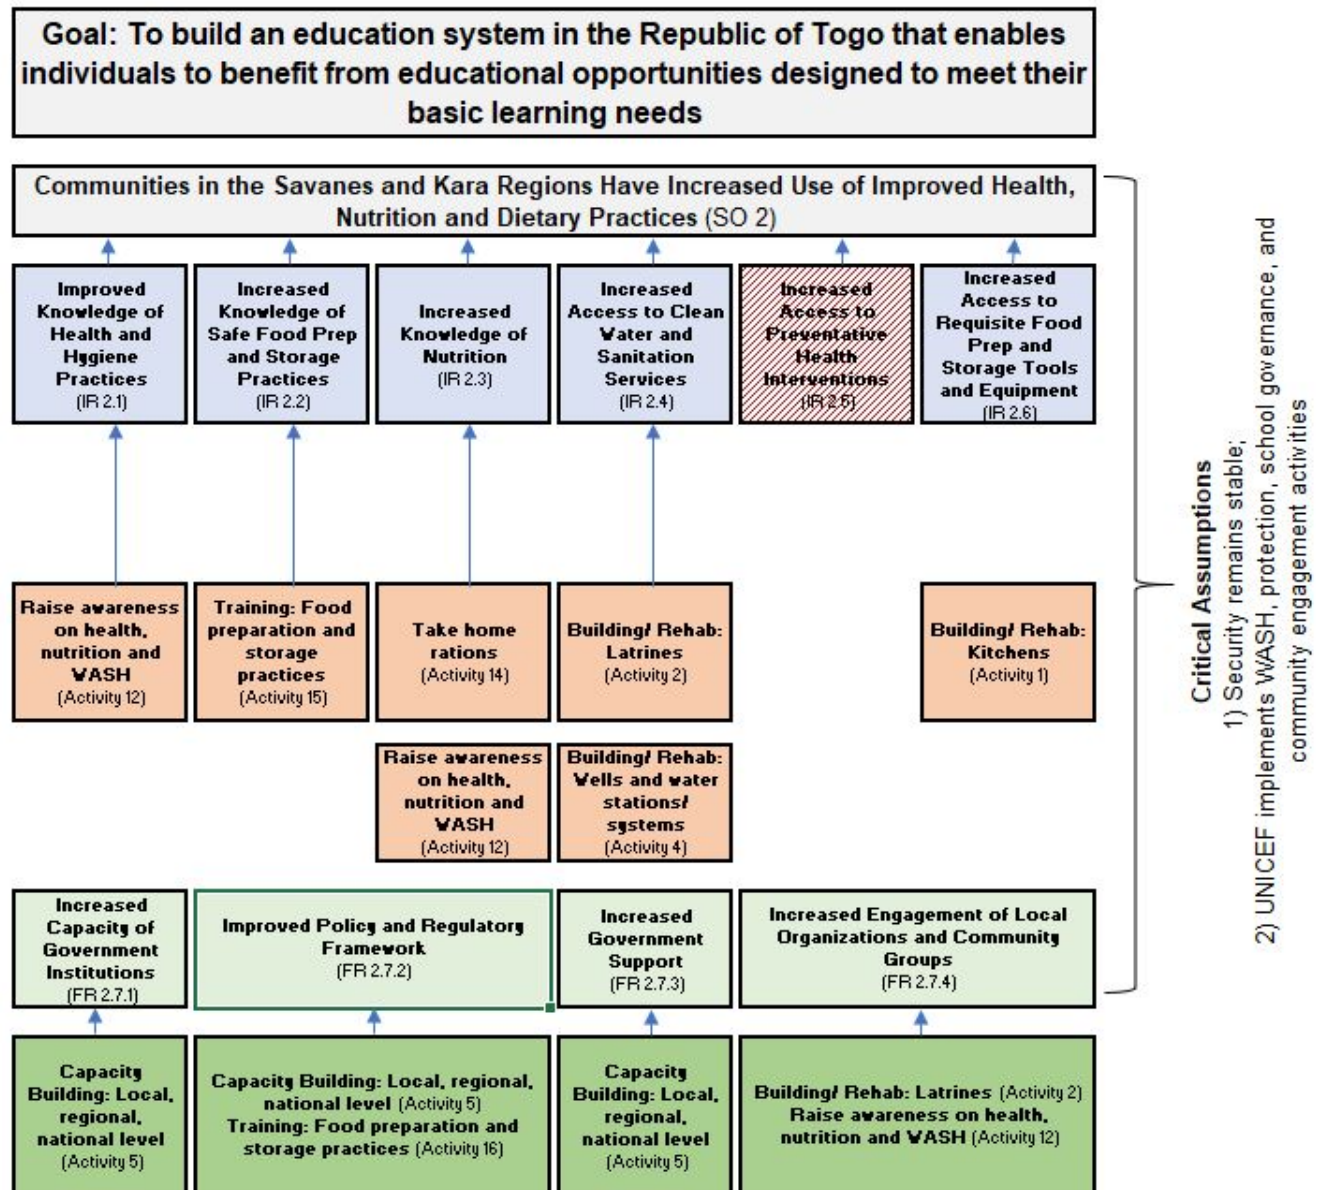 Goal: To build an education system in the Republic of Togo that enables
individuals to benefit from educational opportunities designed to meet their
basic learning needs
Communities in the Savanes and Kara Regions Have Increased Use of Improved Health,
Nutrition and Dietary Practices (SO 2)
Improved
Knowledge of
Health and
Hygiene
Practices
(IR 2.1)
Increased
Knowledge of
Safe Food Prep
and Storage
Practices
(IR 2.2)
Increased
Knowledge of
Nutrition
(IR 2.3)
Increased
Access to Clean
Water and
Sanitation
Services
(IR 2.4)
Increased
Access to
Preventative
Health
Interventions
(IR 2.5)
Increased
Access to
Requisite Food
Prep and
Storage Tools
and Equipment
(IR 2.6)
Raise awareness
on health,
nutrition and
WASH
(Activity 12)
Training: Food
preparation and
storage
practices
(Activity 15)
Take home
rations
(Activity 14)
Building/ Rehab:
Latrines
(Activity 2)
Building/ Rehab:
Kitchens
(Activity 1)
Raise awareness
on health,
nutrition and
WASH
(Activity 12)
Building/ Rehab:
Wells and water
stations/
systems
(Activity 4)
Increased
Capacity of
Government
Institutions
(FR 2.7.1)
Improved Policy and Regulatory
Framework
(FR 2.7.2)
Increased
Government
Support
(FR 2.7.3)
Increased Engagement of Local
Organizations and Community
Groups
(FR 2.7.4)
Capacity
Building: Local,
regional,
national level
(Activity 5)
Capacity Building: Local, regional,
national level (Activity 5)
Training: Food preparation and
storage practices (Activity 16)
Capacity
Building: Local,
regional,
national level
(Activity 5)
Building/ Rehab: Latrines (Activity 2)
Raise awareness on health,
nutrition and WASH (Activity 12)
Critical Assumptions
1) Security remains stable;
2) UNICEF implements WASH, protection, school governance, and
community engagement activities